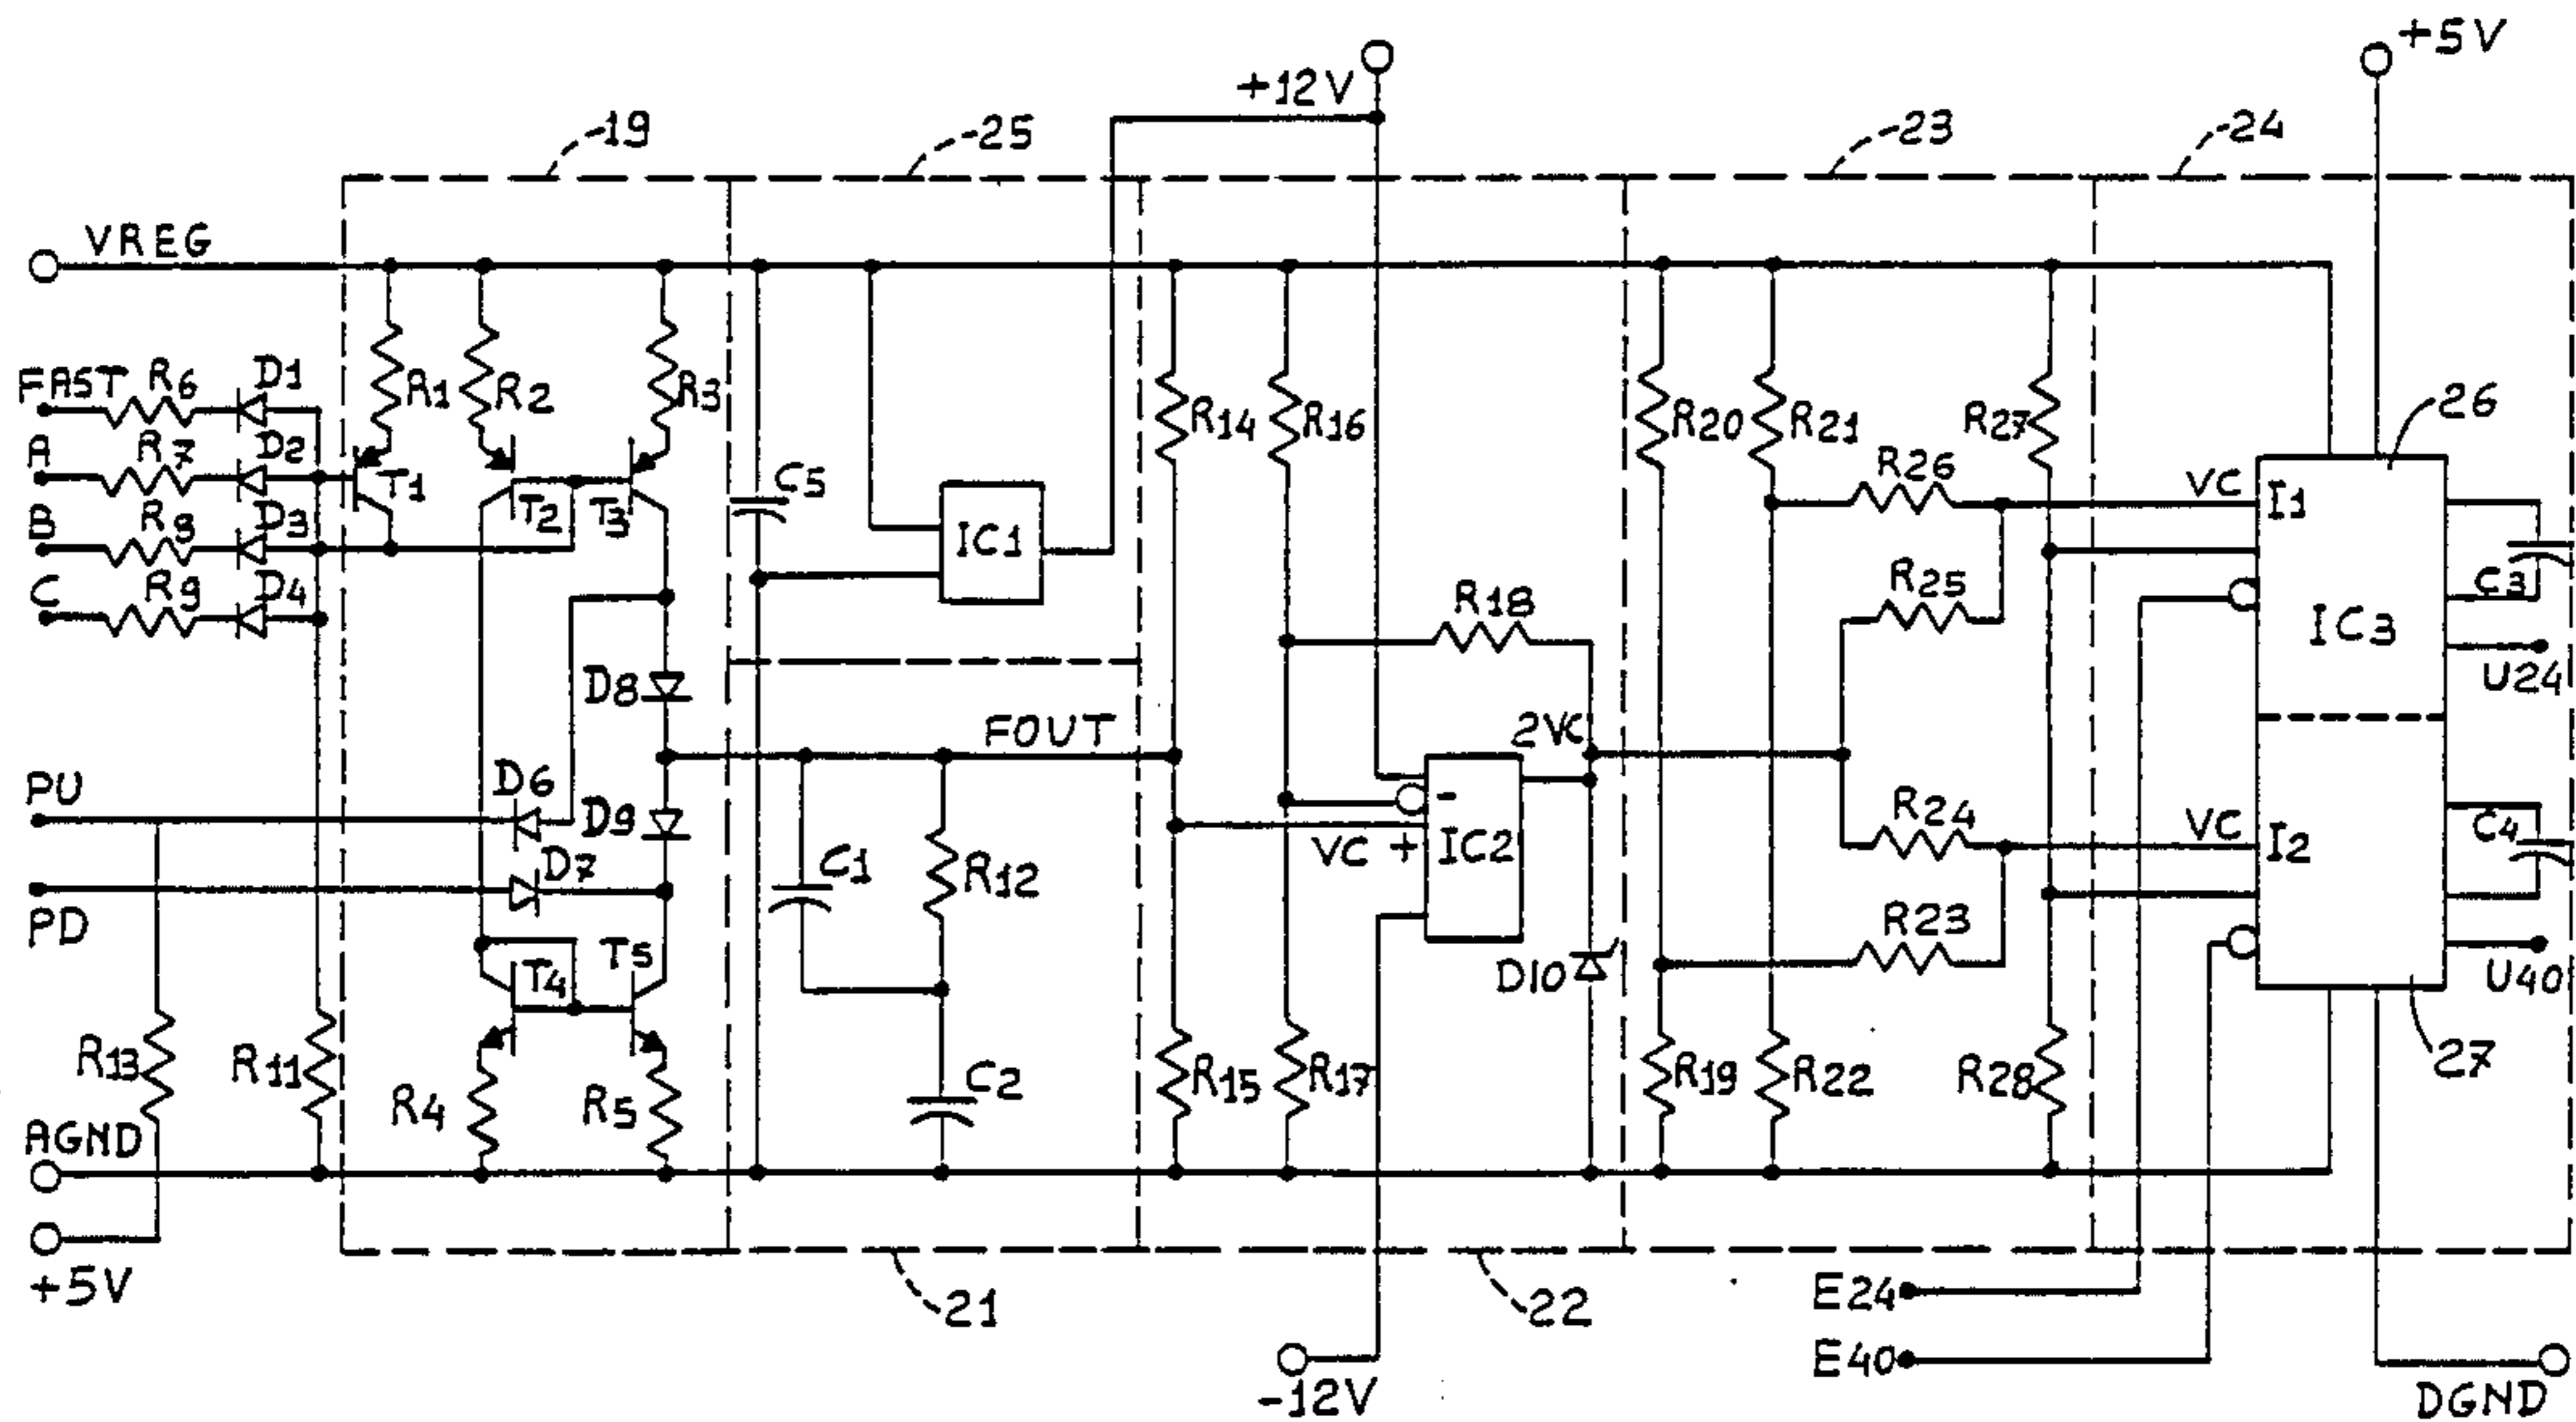 +5V
+12V
19
25
23
24
VREG
FAST
R6
D1
R1
R2
R3
R14
R16
R20
R21
R27
26
A
R7
D2
T1
T2
T3
C5
R26
VC
I1
B
R8
D3
IC1
C
R9
D4
R25
C3
R18
IC3
D8
U24
FOUT
2VC
PU
D6
D9
-
R24
VC
C4
VC +
IC2
I2
D7
C1
R12
PD
R23
T4
T5
D10
U40
R13
R11
R4
R5
C2
R15
R17
R19
R22
R28
27
AGND
+5V
21
22
E24
E40
-12V
DGND